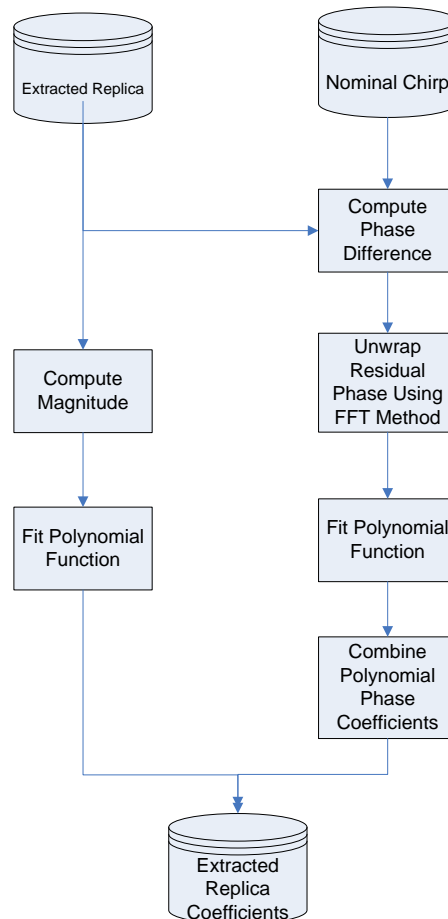 Extracted Replica
Nominal Chirp
Compute
Phase
Difference
Unwrap
Residual
Phase Using
FFT Method
Compute
Magnitude
Fit Polynomial
Function
Fit Polynomial
Function
Combine
Polynomial
Phase
Coefficients
Extracted
Replica
Coefficients